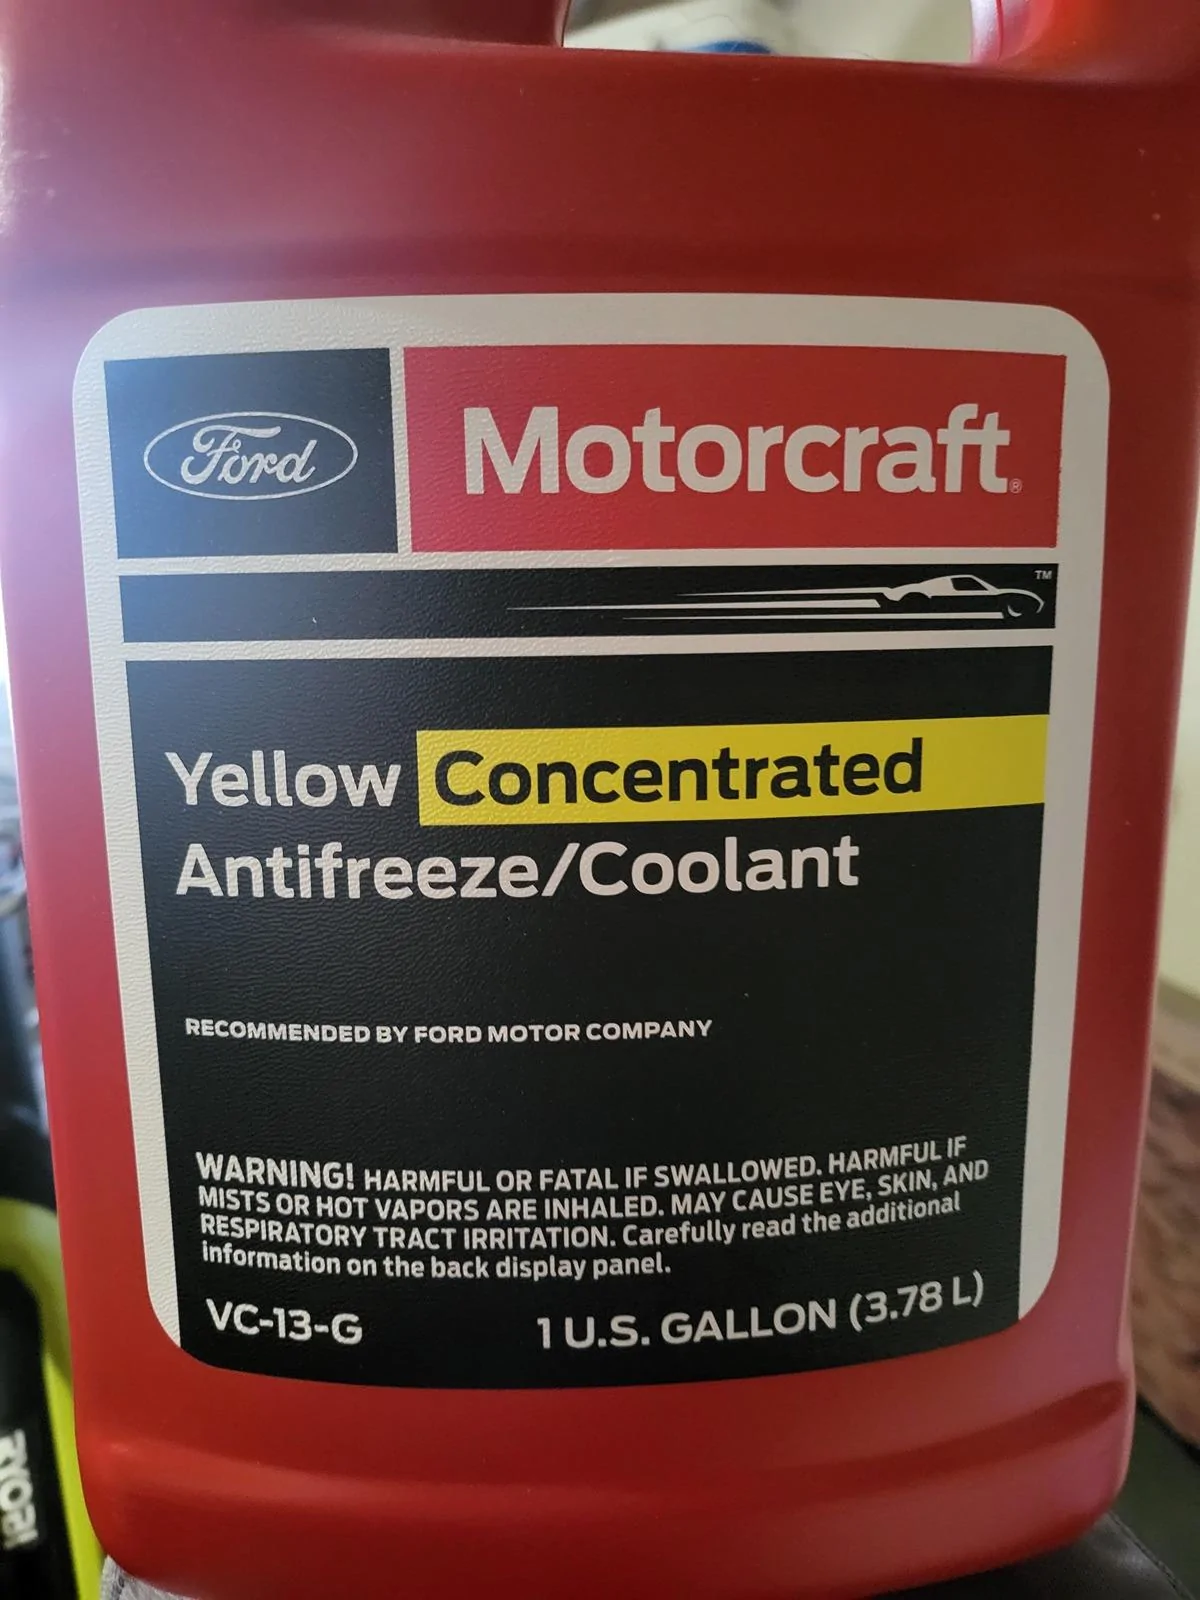 Ford
Motorcraft®
TM
Yellow Concentrated
Antifreeze/Coolant
RECOMMENDED BY FORD MOTOR COMPANY
WARNING! HARMFUL OR FATAL IF SWALLOWED. HARMFUL IF
MISTS OR HOT VAPORS ARE INHALED. MAY CAUSE EYE, SKIN, AND
RESPIRATORY TRACT IRRITATION. Carefully read the additional
information on the back display panel.
VC-13-G
1 U.S. GALLON (3.78 L)
RYOBI